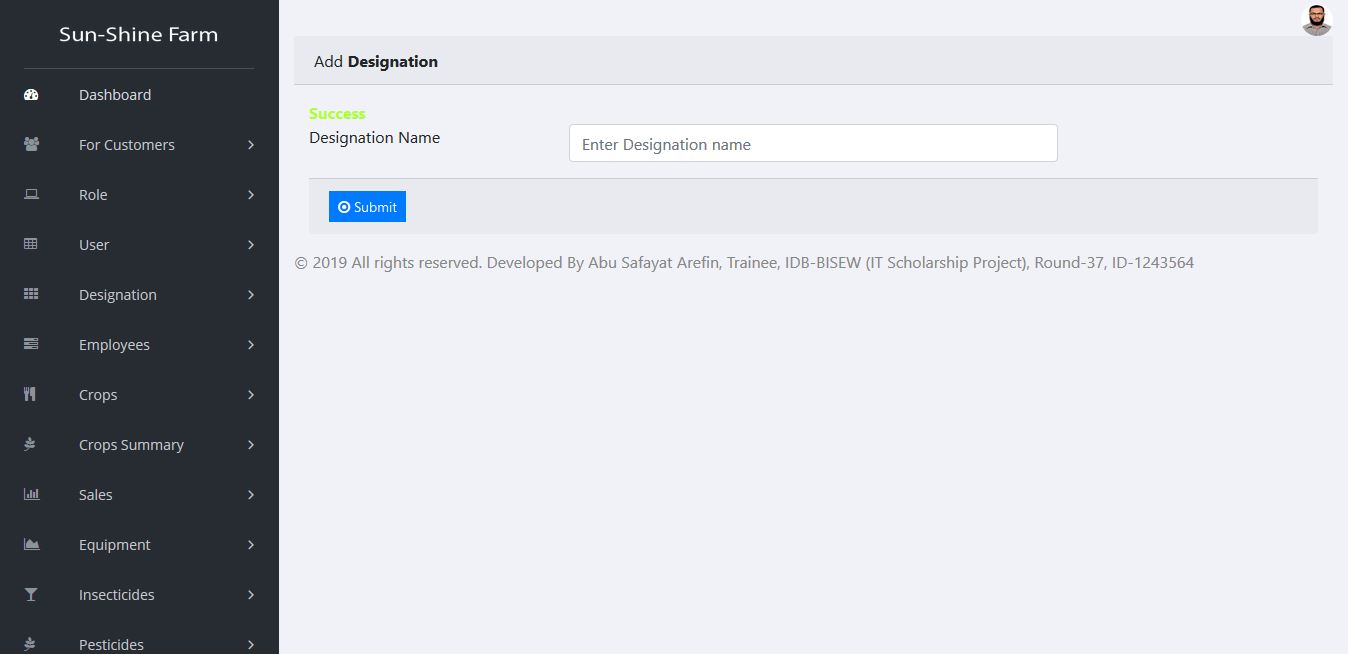 Sun-Shine Farm
Dashboard
For Customers
Role
User
Designation
Employees
Crops
Crops Summary
Sales
Equipment
Insecticides
Pesticides
Add Designation
Success
Designation Name
Enter Designation name
Submit
© 2019 All rights reserved. Developed By Abu Safayat Arefin, Trainee, IDB-BISEW (IT Scholarship Project), Round-37, ID-1243564